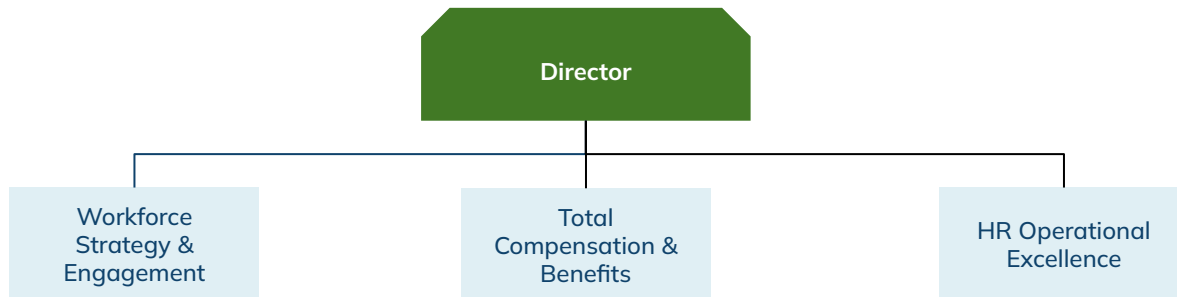 Director
Workforce
Strategy &
Engagement
Total
Compensation &
Benefits
HR Operational
Excellence